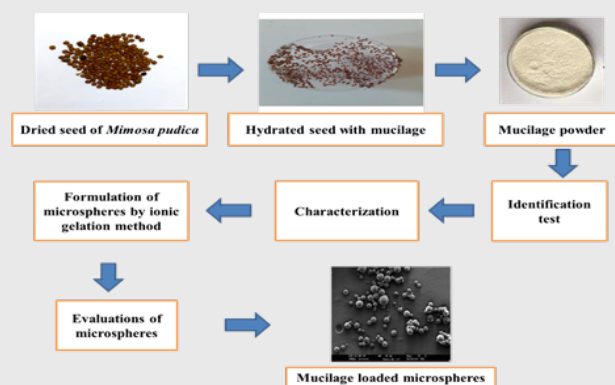 Dried seed of Mimosa pudica
Hydrated seed with mucilage
Mucilage powder
Formulation of
microspheres by ionic
gelation method
Characterization
Identification
test
Evaluations of
microspheres
Mucilage loaded microspheres